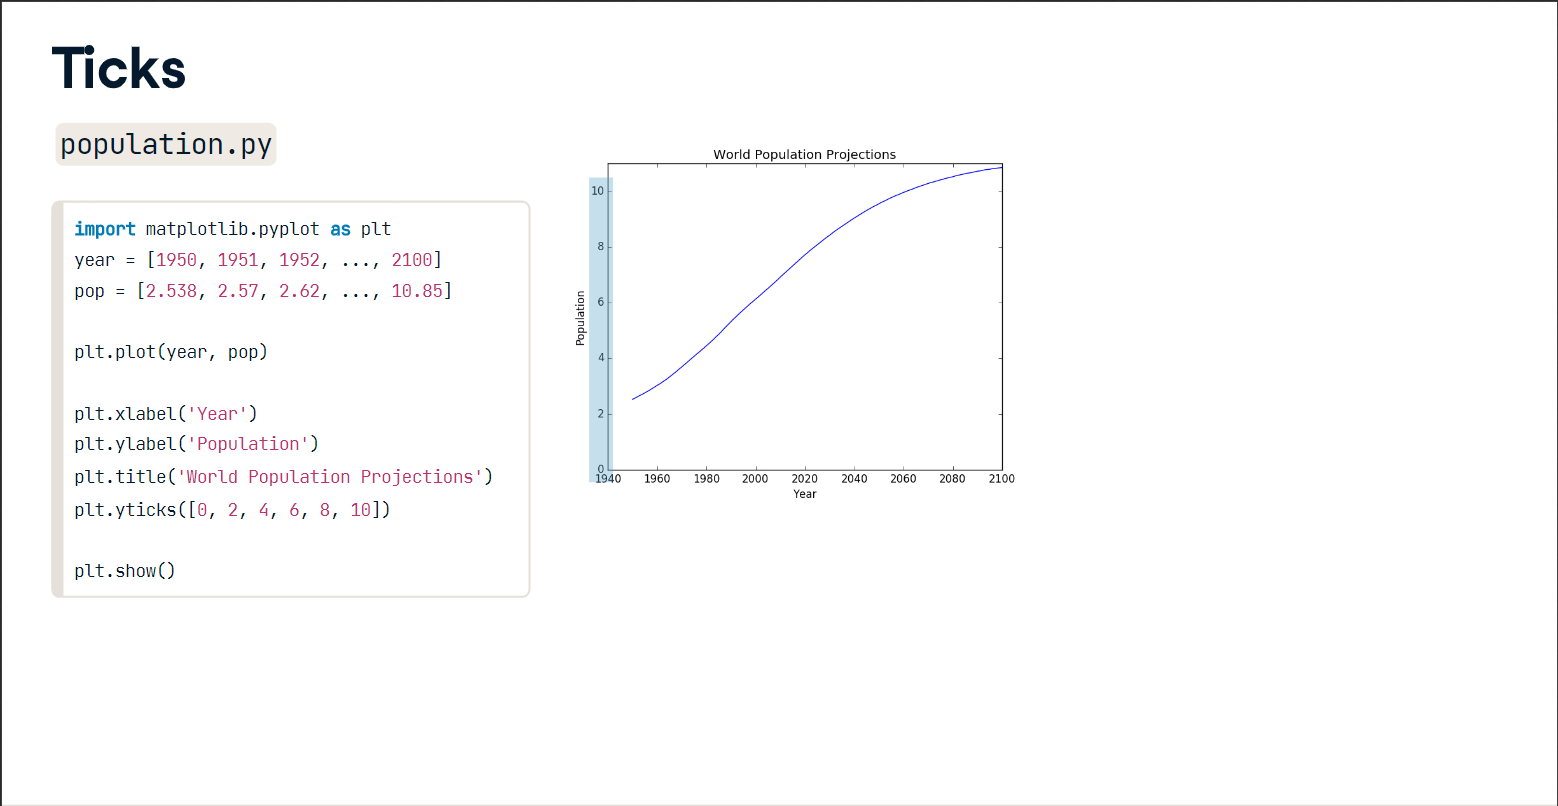 Ticks
population.py
import matplotlib.pyplot as plt
year = [1950, 1951, 1952, ..., 2100]
pop = [2.538, 2.57, 2.62, ..., 10.85]
plt.plot(year, pop)
plt.xlabel('Year')
plt.ylabel('Population')
plt.title('World Population Projections')
plt.yticks([0, 2, 4, 6, 8, 10])
plt.show()
World Population Projections
Population
10
8
6
4
2
0
1940 1960 1980 2000 2020 2040 2060 2080 2100
Year